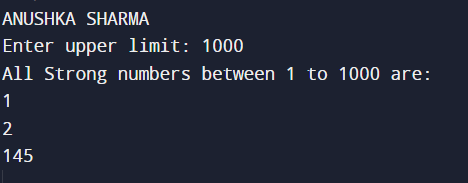 ANUSHKA SHARMA
Enter upper limit: 1000
All Strong numbers between 1 to 1000 are:
1
2
145